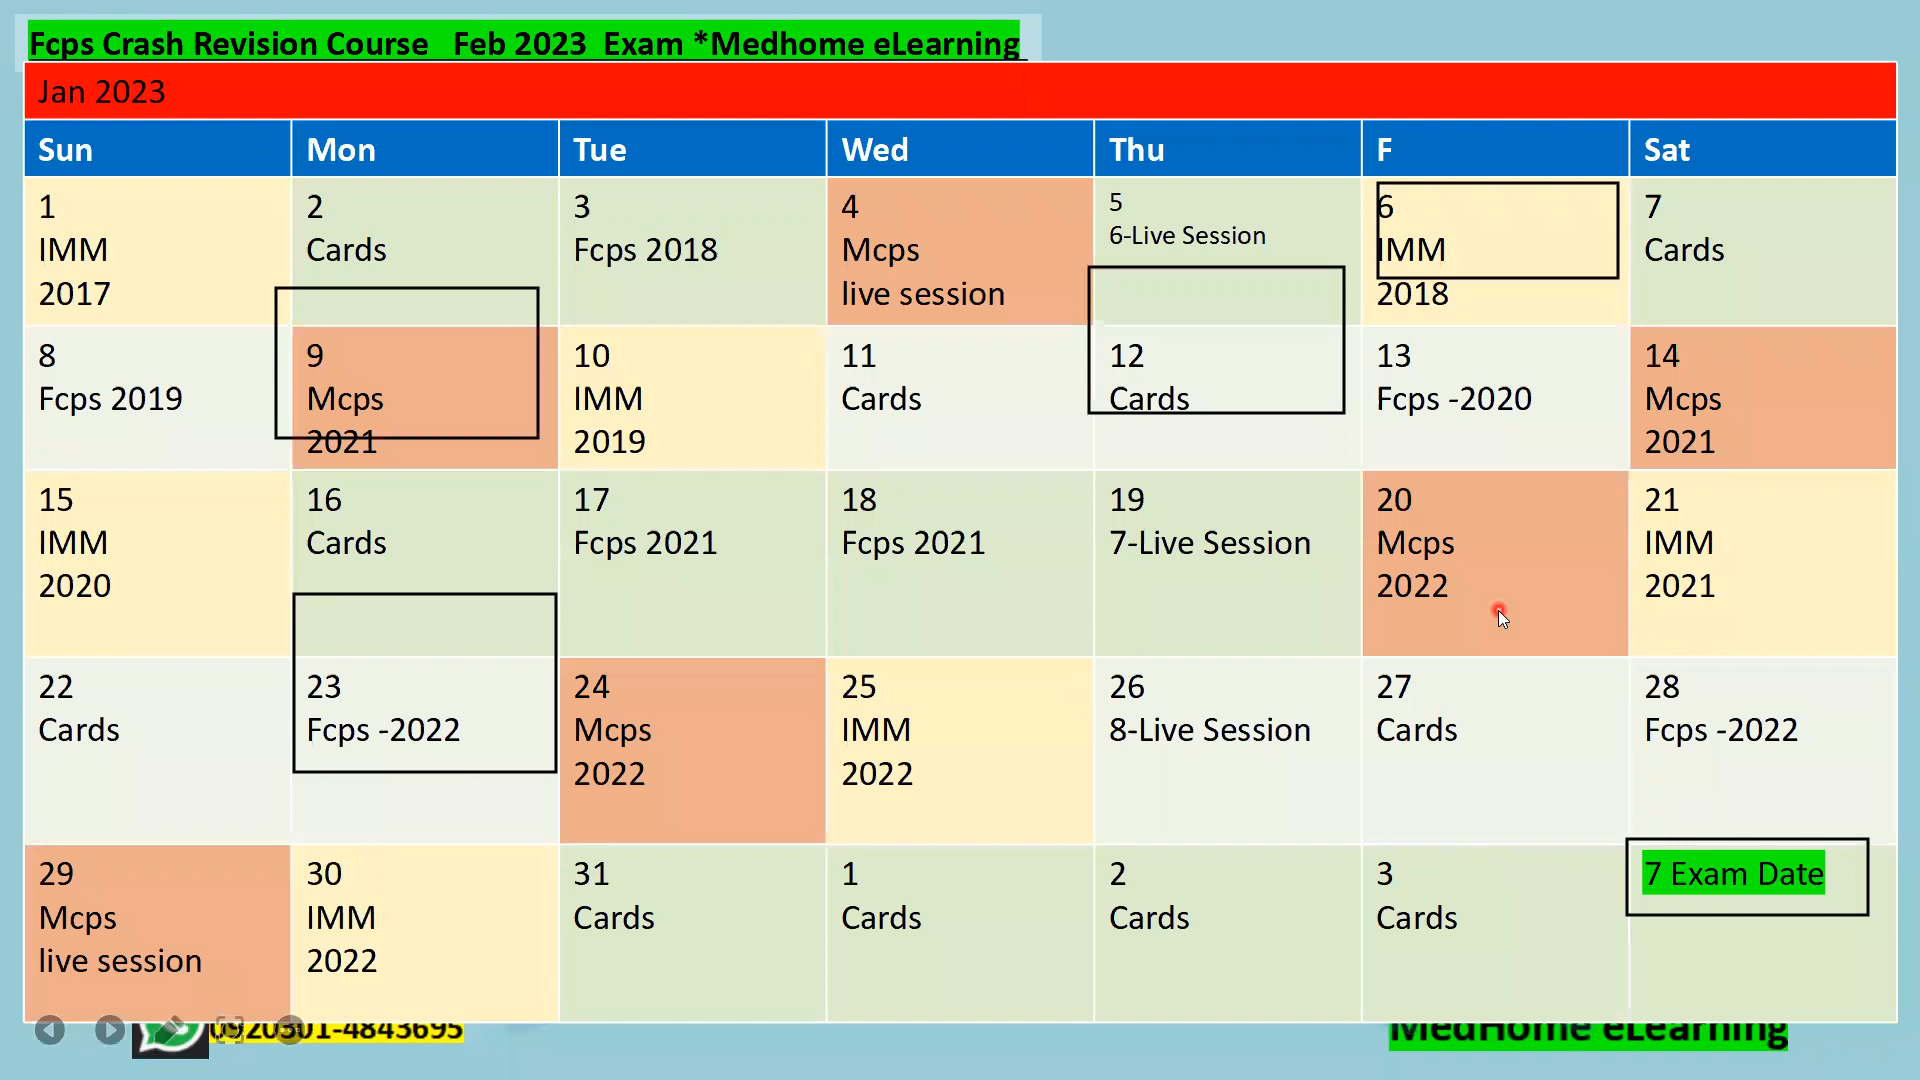 Fcps Crash Revision Course Feb 2023 Exam *Medhome eLearning
Jan 2023
Sun Mon Tue Wed Thu F Sat
1
IMM
2017
2
Cards
3
Fcps 2018
4
Mcps
live session
5
6-Live Session
6
IMM
2018
7
Cards
8
Fcps 2019
9
Mcps
2021
10
IMM
2019
11
Cards
12
Cards
13
Fcps -2020
14
Mcps
2021
15
IMM
2020
16
Cards
17
Fcps 2021
18
Fcps 2021
19
7-Live Session
20
Mcps
2022
21
IMM
2021
22
Cards
23
Fcps -2022
24
Mcps
2022
25
IMM
2022
26
8-Live Session
27
Cards
28
Fcps -2022
29
Mcps
live session
30
IMM
2022
31
Cards
1
Cards
2
Cards
3
Cards
7 Exam Date
MedHome eLearning